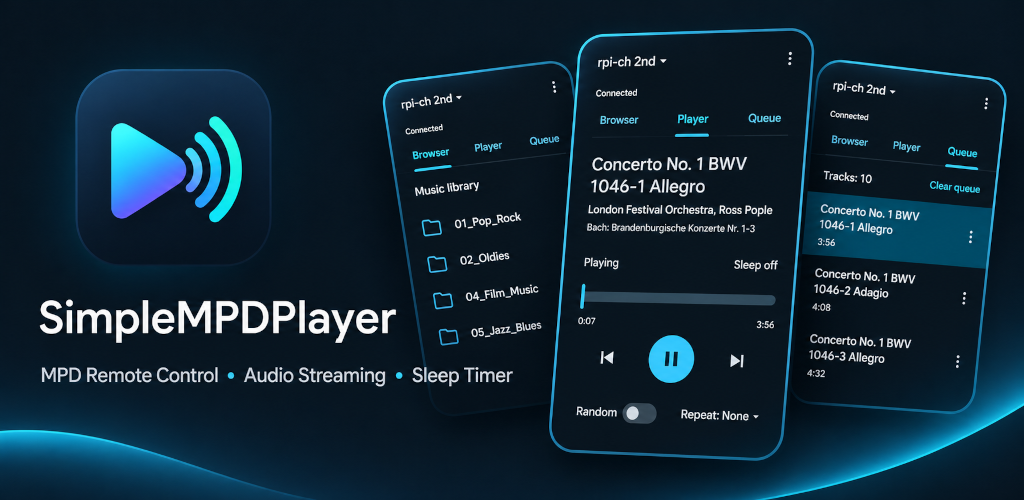 SimpleMPDPlayer
MPD Remote Control • Audio Streaming • Sleep Timer
rpi-ch 2nd
Connected
Browser Player Queue
Music library
01_Pop_Rock
02_Oldies
04_Film_Music
05_Jazz_Blues
rpi-ch 2nd
Connected
Browser Player Queue
Concerto No. 1 BWV
1046-1 Allegro
London Festival Orchestra, Ross Pople
Bach: Brandenburgische Konzerte Nr. 1-3
Playing Sleep off
0:07 3:56
Random Repeat: None
rpi-ch 2nd
Connected
Browser Player Queue
Tracks: 10 Clear queue
Concerto No. 1 BWV
1046-1 Allegro
3:56
Concerto No. 1 BWV
1046-2 Adagio
4:08
Concerto No. 1 BWV
1046-3 Allegro
4:32